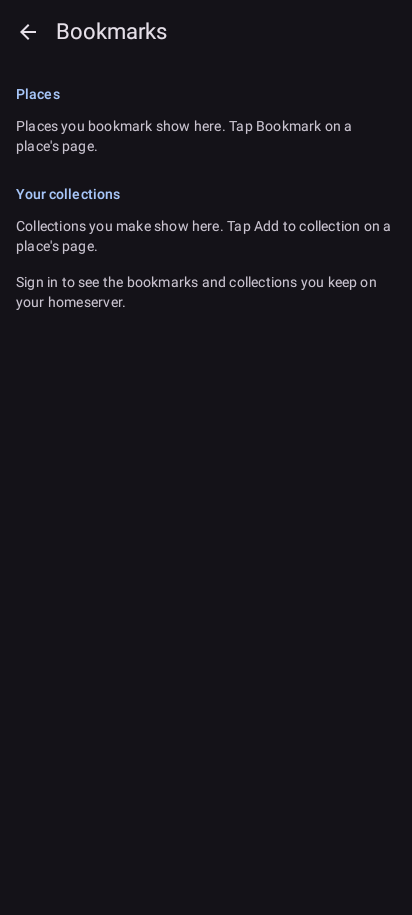 Bookmarks
Places
Places you bookmark show here. Tap Bookmark on a
place's page.
Your collections
Collections you make show here. Tap Add to collection on a
place's page.
Sign in to see the bookmarks and collections you keep on
your homeserver.